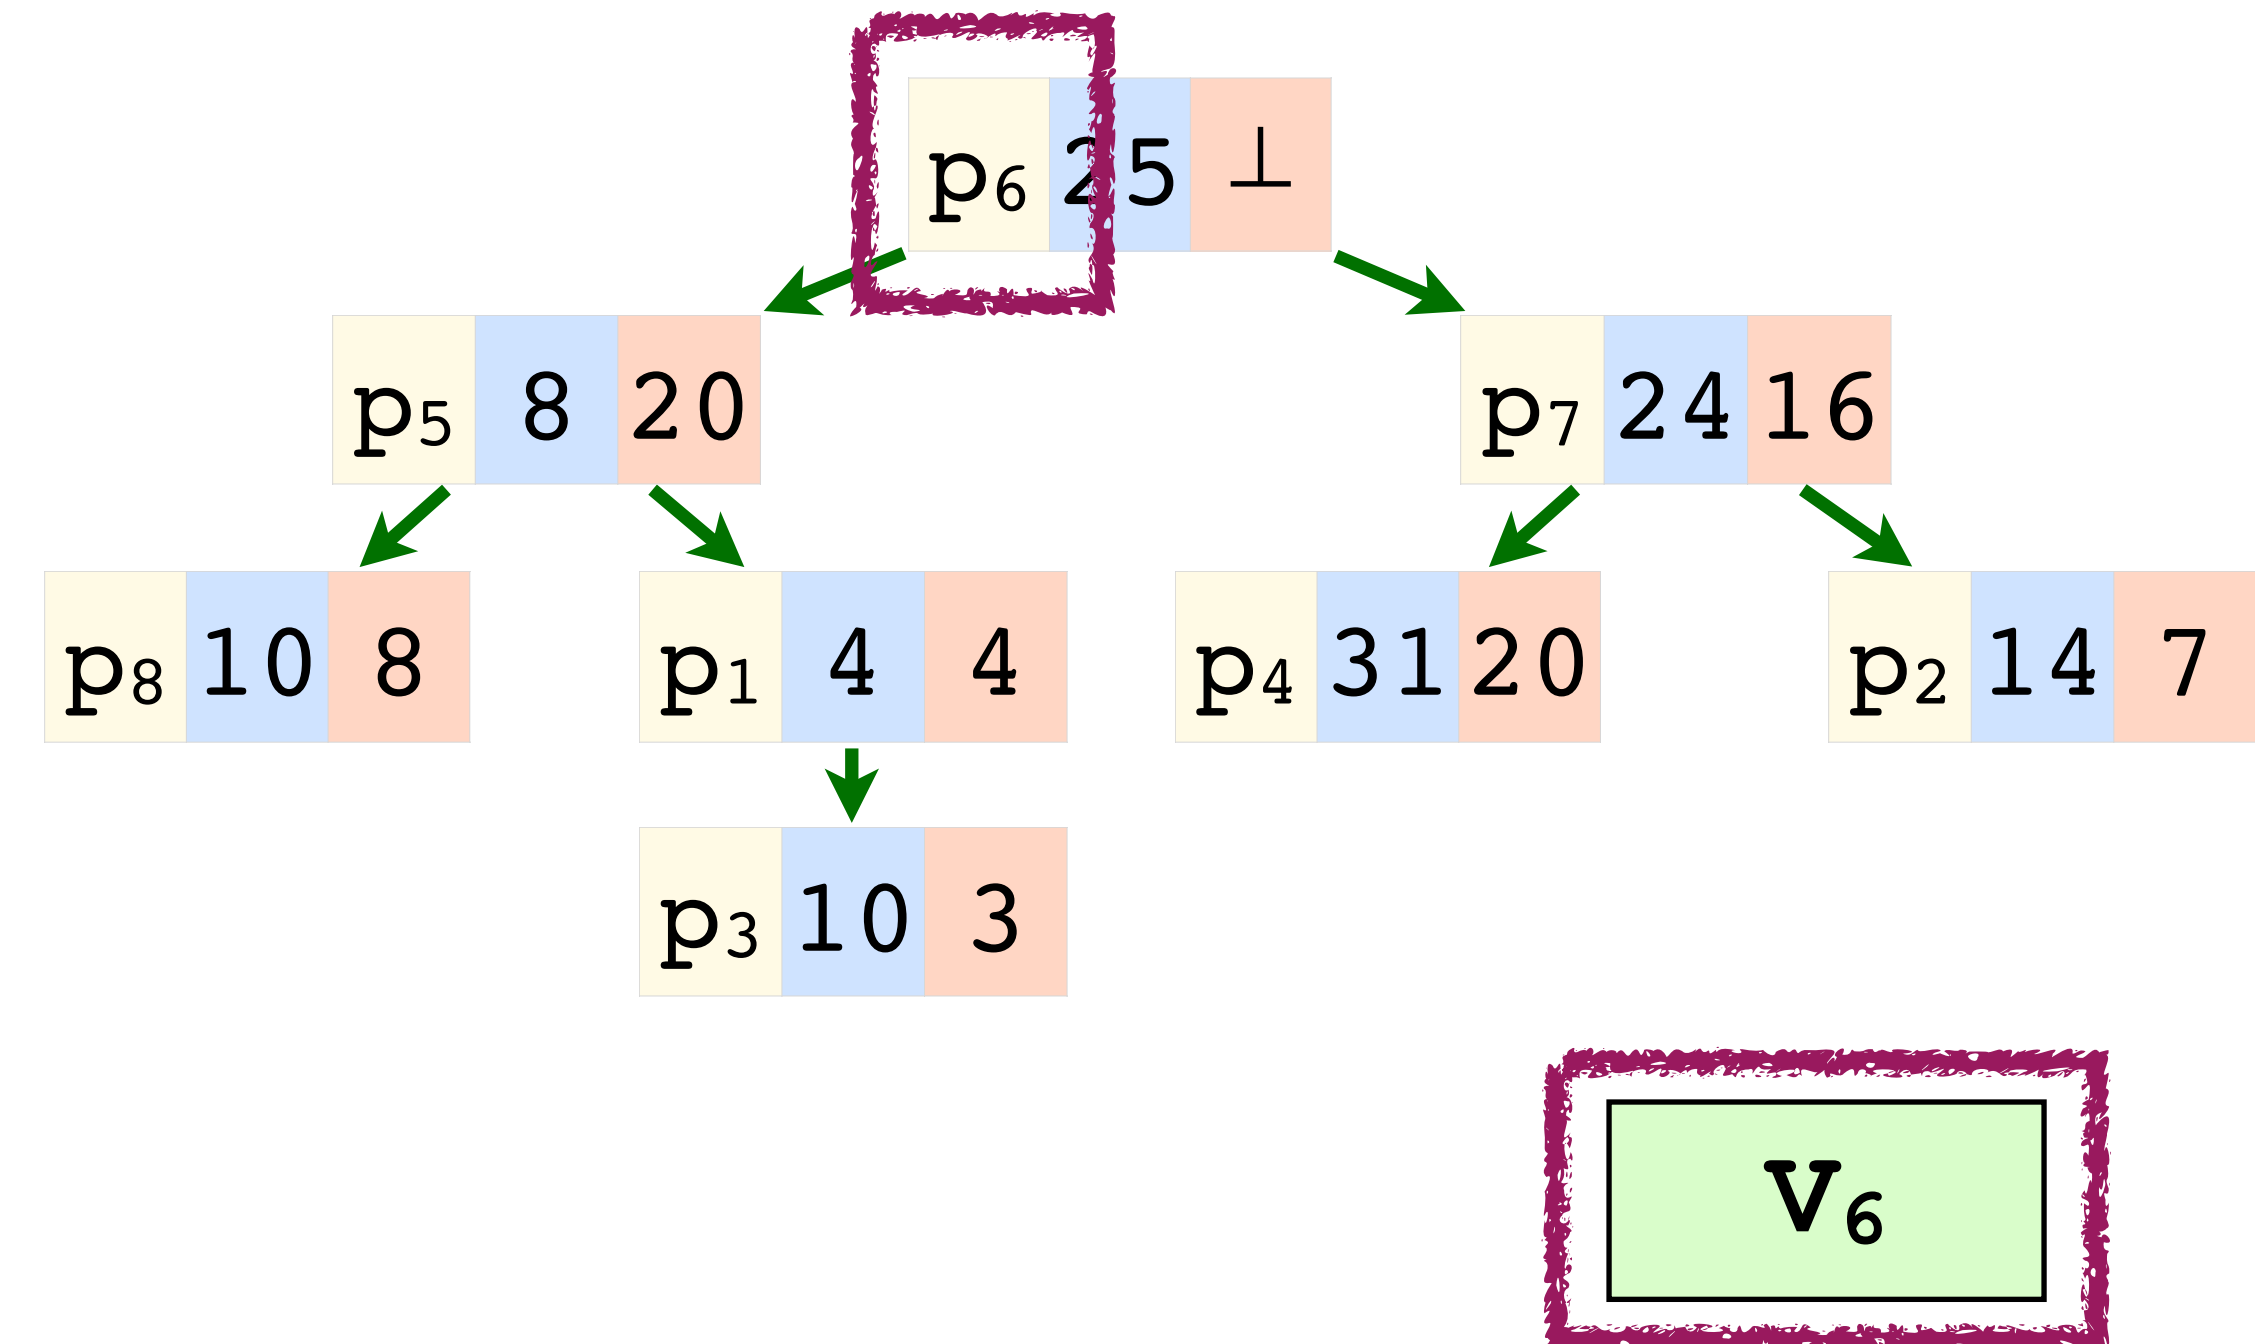 p₆ 25 ⊥
p₅ 8 20
p₇ 24 16
p₈ 10 8
p₁ 4 4
p₄ 31 20
p₂ 14 7
p₃ 10 3
v₆